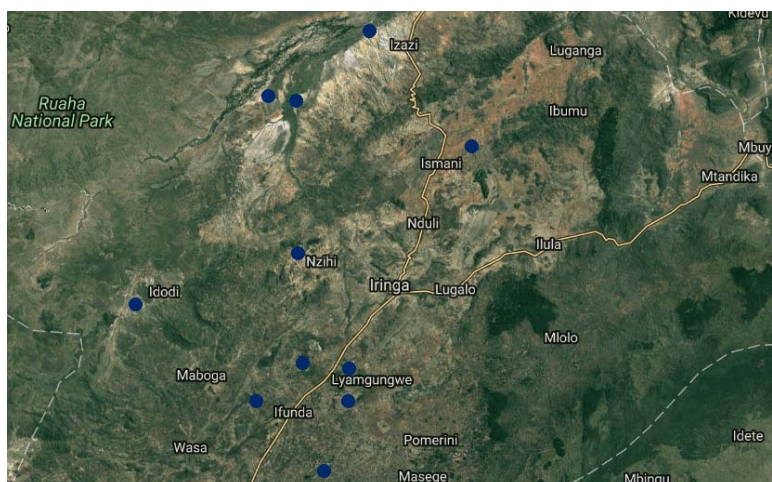 Kidevu
Izazi
Luganga
Ruaha
National Park
Ibumu
Mbuy
Ismani
Mtandika
Nduli
Ilula
Nzihi
Iringa
Lugalo
Idodi
Mlolo
Maboga
Lyamgungwe
Ifunda
Pomerini
Idete
Wasa
Masege
Mbingu